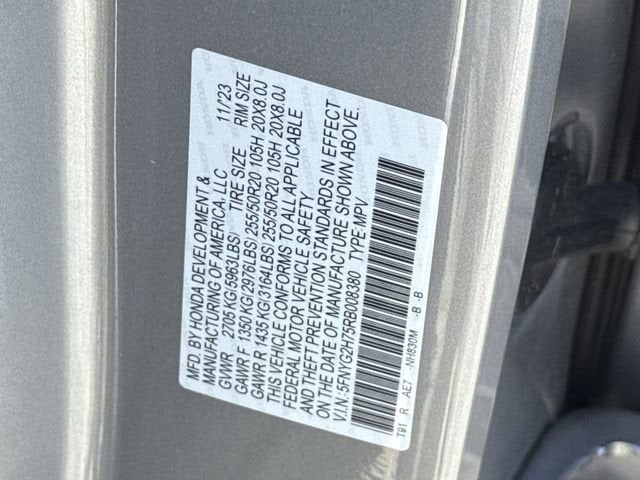 MFD. BY HONDA DEVELOPMENT &
MANUFACTURING OF AMERICA, LLC 11/23
GVWR 2705 KG(5963LBS) TIRE SIZE RIM SIZE
GAWR F 1350 KG(2976LBS) 255/50R20 105H 20X8.0J
GAWR R 1435 KG(3164LBS) 255/50R20 105H 20X8.0J
THIS VEHICLE CONFORMS TO ALL APPLICABLE
FEDERAL MOTOR VEHICLE SAFETY
AND THEFT PREVENTION STANDARDS IN EFFECT
ON THE DATE OF MANUFACTURE SHOWN ABOVE.
V.I.N.: 5FNYG2H75RB008380 TYPE:MPV
T91 R AE7 -NH830M -B -B